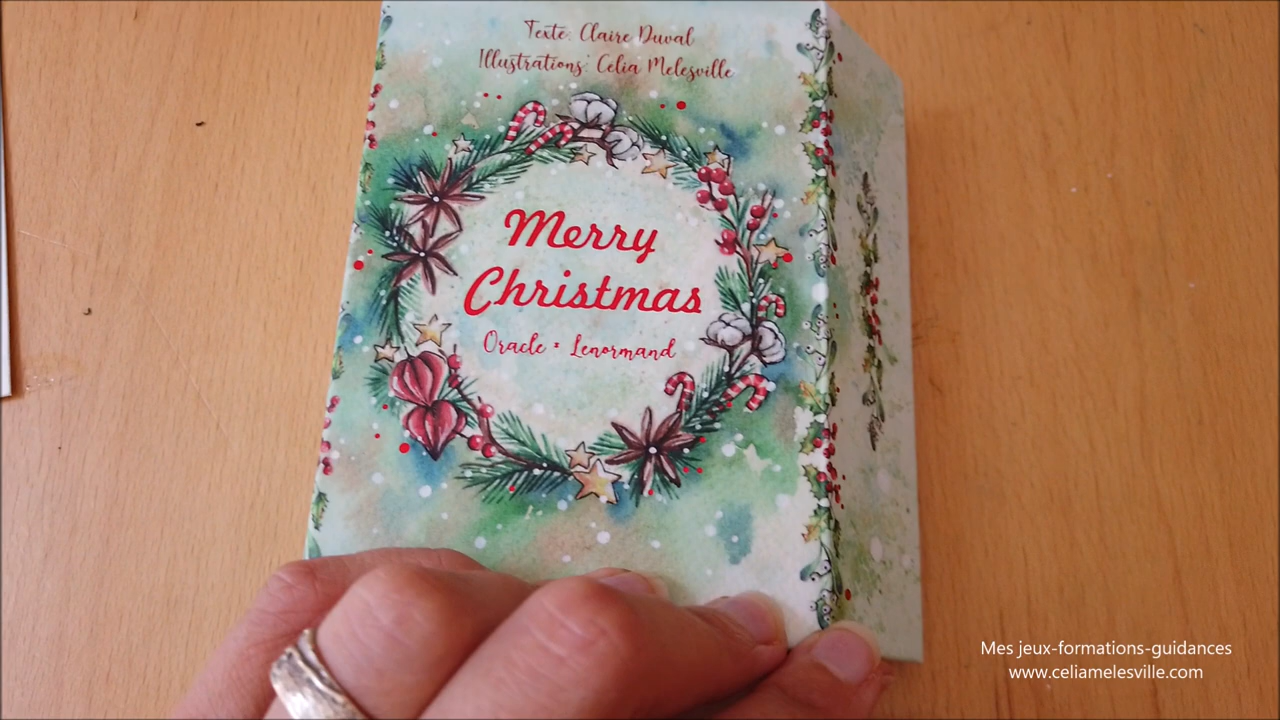 Texte: Claire Duval
Illustrations: Celia Melesville
Merry
Christmas
Oracle * Lenormand
Mes jeux-formations-guidances
www.celiamelesville.com